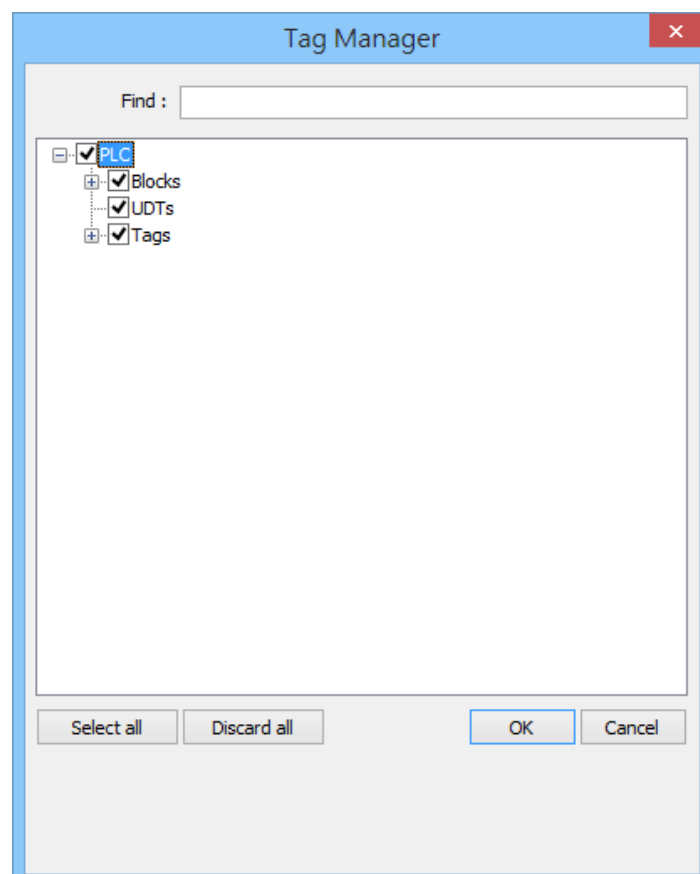 Tag Manager
Find :
PLC
Blocks
UDTs
Tags
Select all Discard all OK Cancel